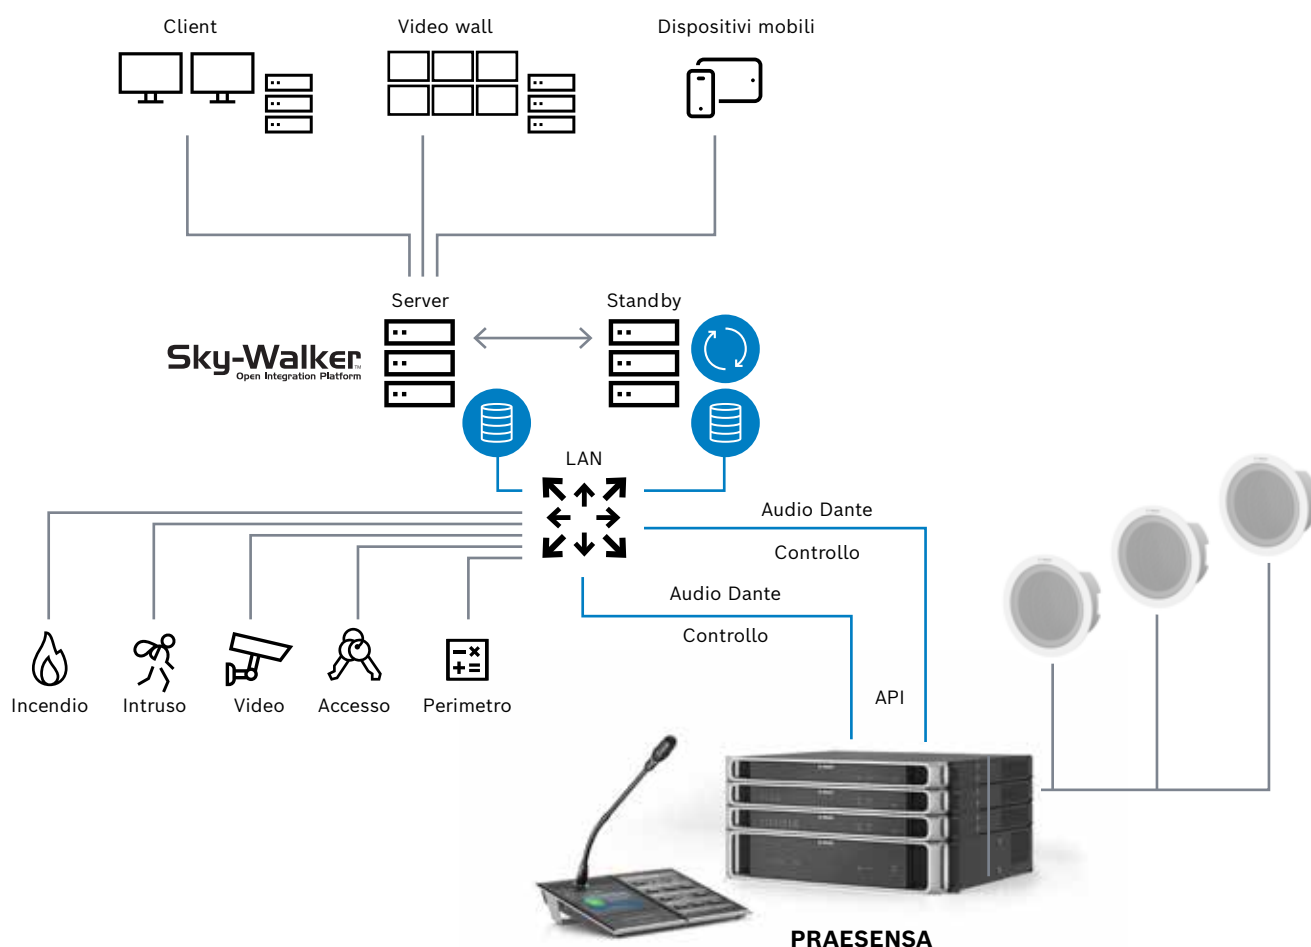 Client
Video wall
Dispositivi mobili
Server
Standby
Sky-Walker™
Open Integration Platform
LAN
Audio Dante
Controllo
Audio Dante
Controllo
Incendio
Intruso
Video
Accesso
Perimetro
API
PRAESENSA